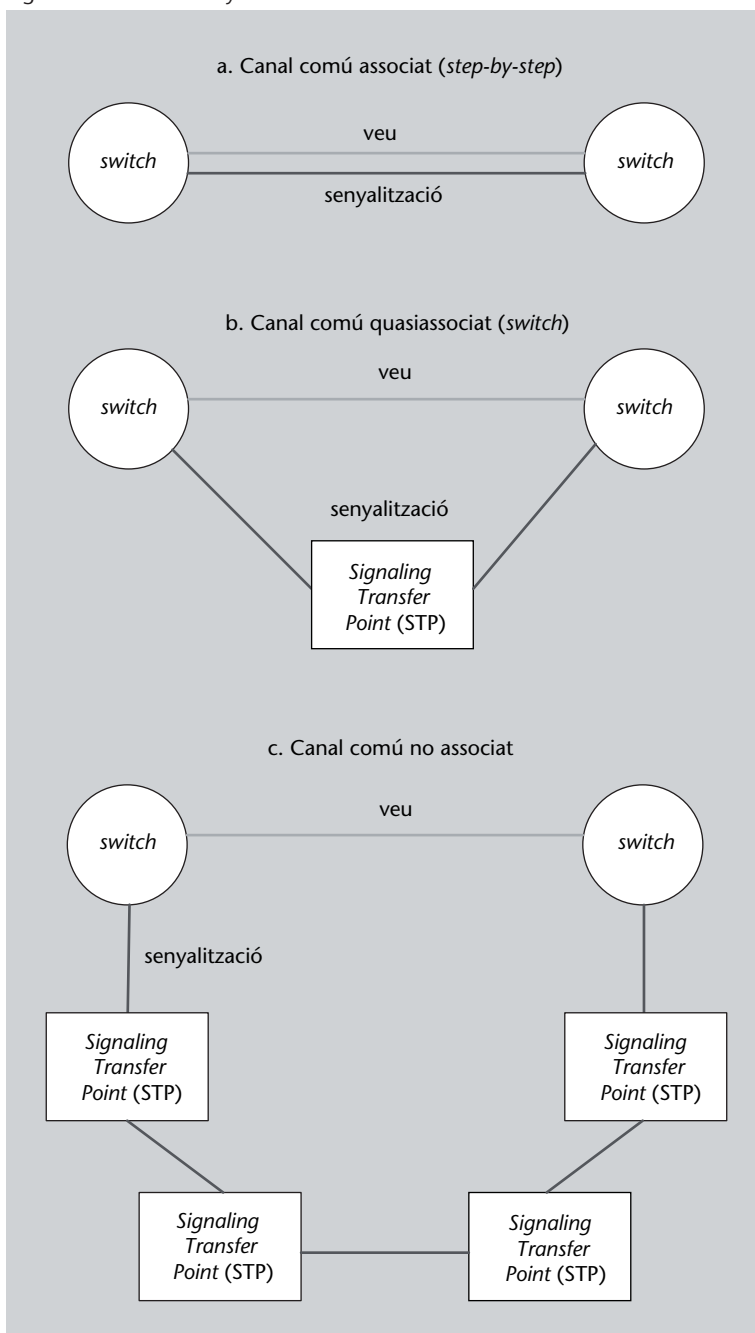 a. Canal comú associat (step-by-step)
veu
switch
switch
senyalització
b. Canal comú quasiassociat (switch)
veu
switch
switch
senyalització
Signaling
Transfer
Point (STP)
c. Canal comú no associat
veu
switch
switch
senyalització
Signaling
Transfer
Point (STP)
Signaling
Transfer
Point (STP)
Signaling
Transfer
Point (STP)
Signaling
Transfer
Point (STP)